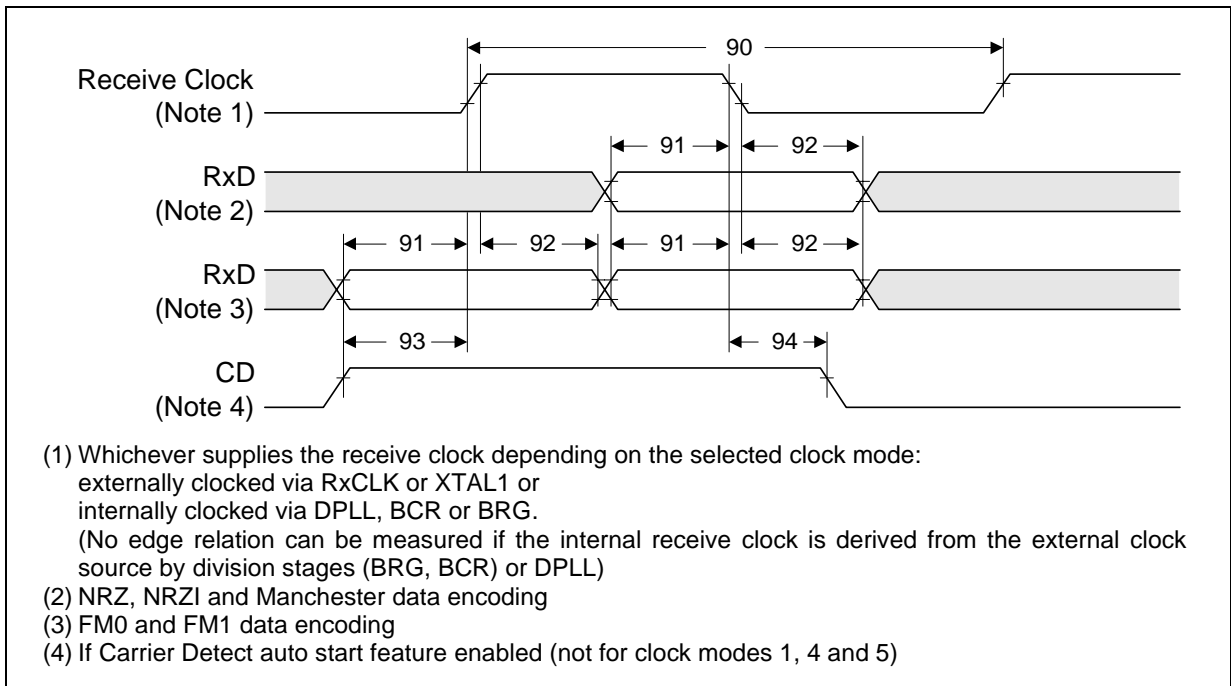 90
Receive Clock
(Note 1)
91 92
RxD
(Note 2)
91 92 91 92
RxD
(Note 3)
93 94
CD
(Note 4)
(1) Whichever supplies the receive clock depending on the selected clock mode:
externally clocked via RxCLK or XTAL1 or
internally clocked via DPLL, BCR or BRG.
(No edge relation can be measured if the internal receive clock is derived from the external clock
source by division stages (BRG, BCR) or DPLL)
(2) NRZ, NRZI and Manchester data encoding
(3) FM0 and FM1 data encoding
(4) If Carrier Detect auto start feature enabled (not for clock modes 1, 4 and 5)